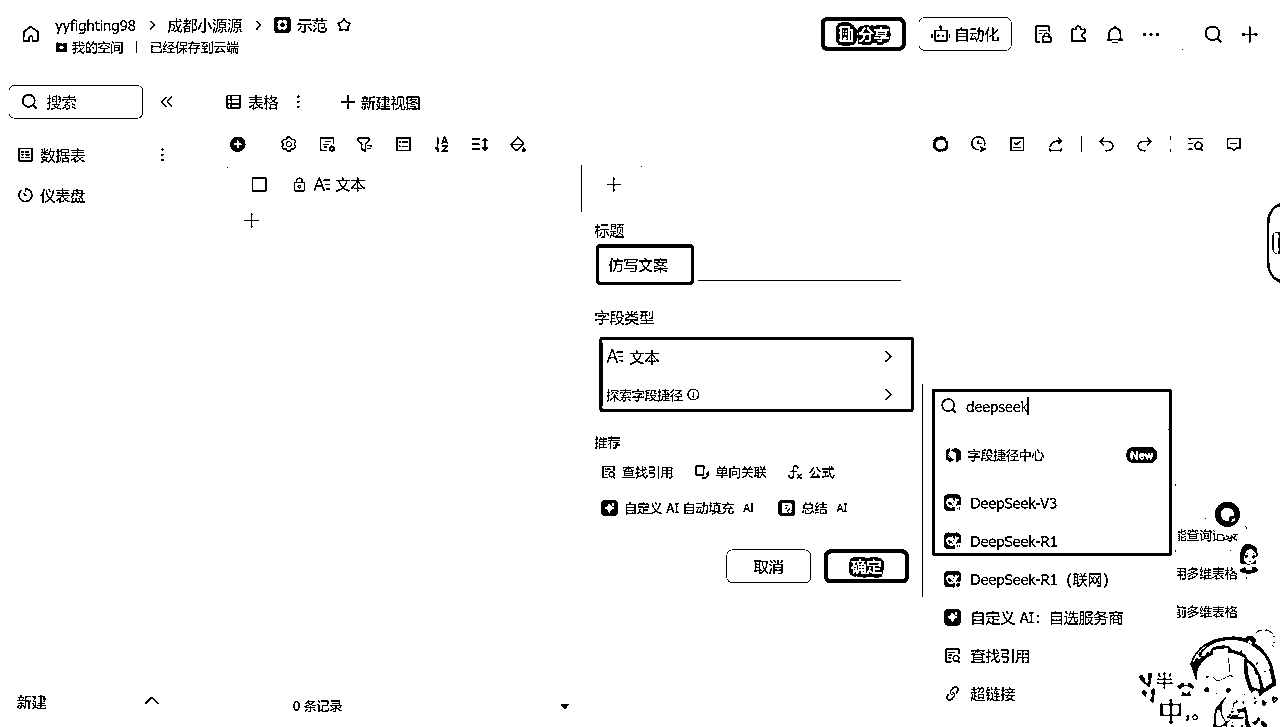 yyfighting98 > 成都小源源 > 示范
我的空间 | 已经保存到云端
分享
自动化
搜索
表格
新建视图
数据表
仪表盘
文本
标题
仿写文案
字段类型
文本
探索字段捷径
推荐
查找引用 单向关联 公式
自定义 AI 自动填充 AI 总结 AI
取消 确定
deepseek
字段捷径中心 New
DeepSeek-V3
DeepSeek-R1
DeepSeek-R1（联网）
自定义 AI：自选服务商
查找引用
超链接
能查询记录
用多维表格
前多维表格
新建
0 条记录
半
中